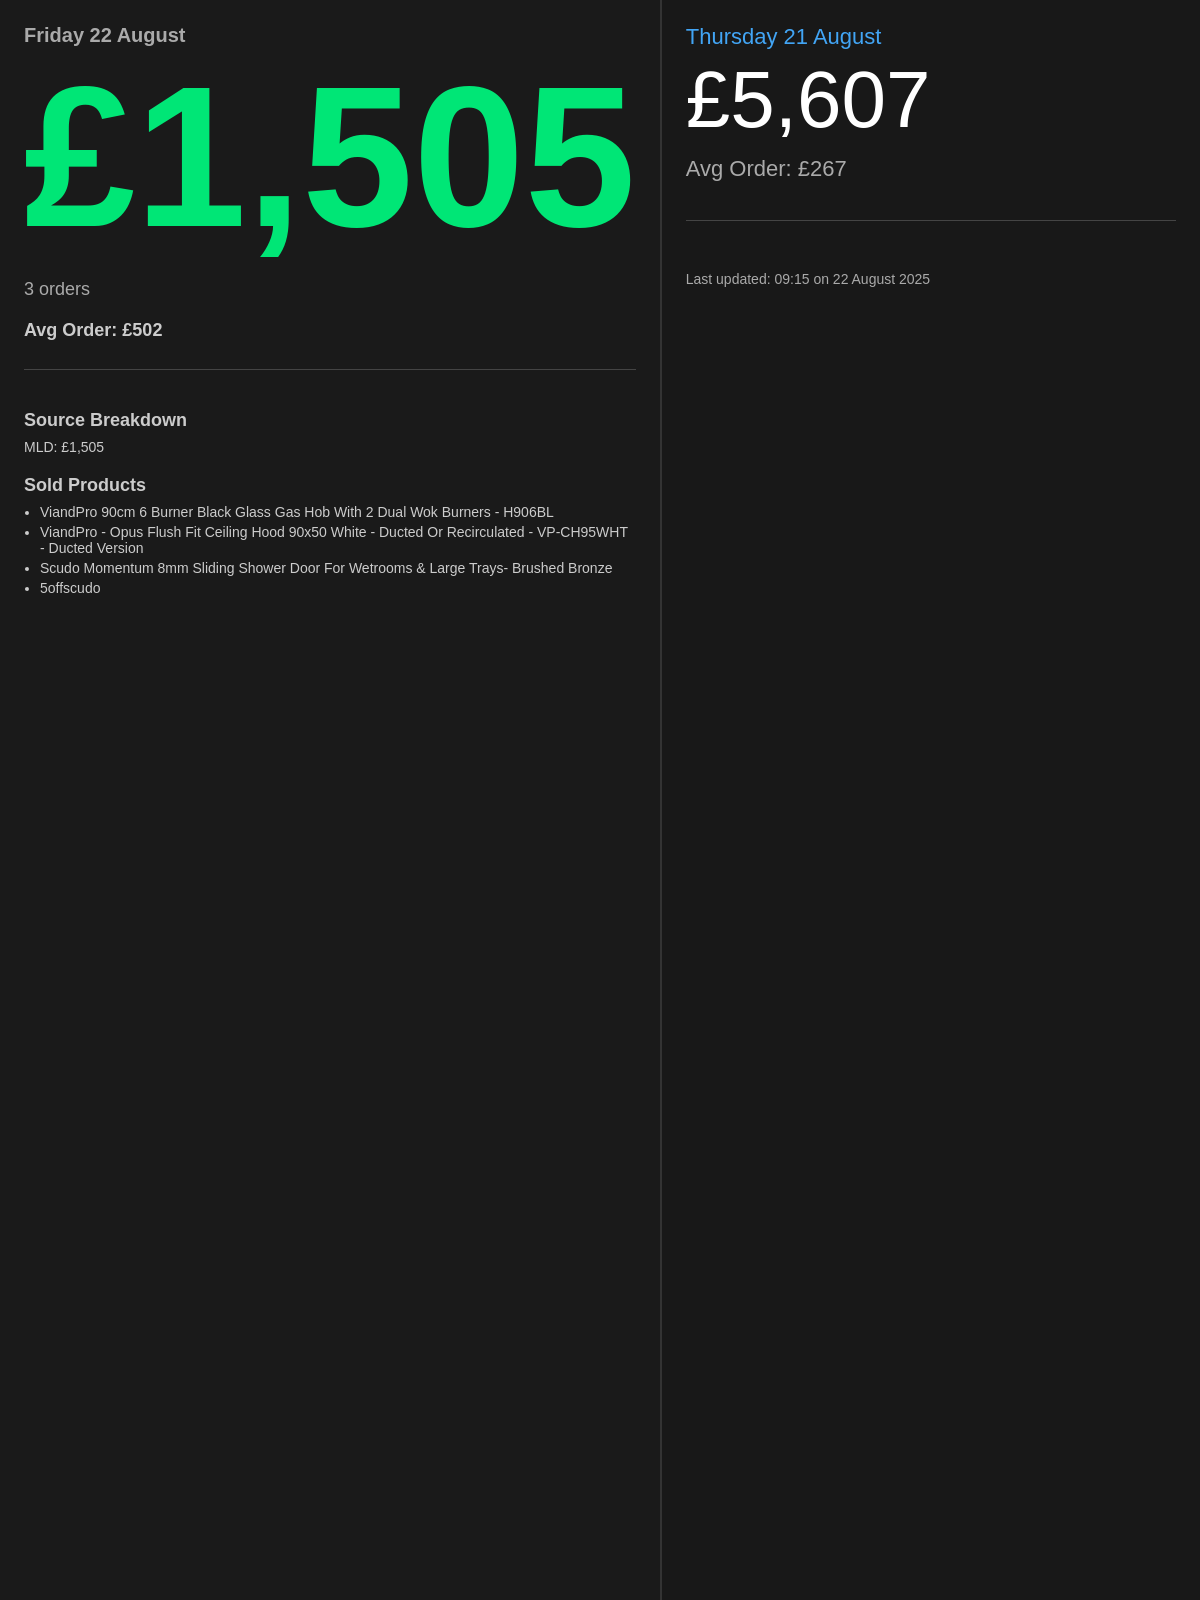 Friday 22 August
£1,505
3 orders
Avg Order: £502
Source Breakdown
MLD: £1,505
Sold Products
• ViandPro 90cm 6 Burner Black Glass Gas Hob With 2 Dual Wok Burners - H906BL
• ViandPro - Opus Flush Fit Ceiling Hood 90x50 White - Ducted Or Recirculated - VP-CH95WHT
- Ducted Version
• Scudo Momentum 8mm Sliding Shower Door For Wetrooms & Large Trays- Brushed Bronze
• 5offscudo
Thursday 21 August
£5,607
Avg Order: £267
Last updated: 09:15 on 22 August 2025